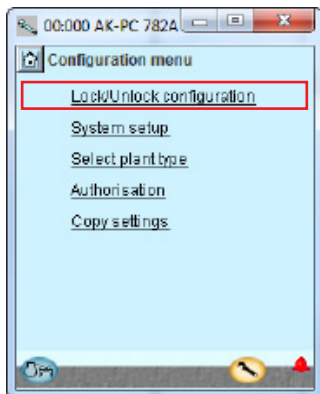 00:000 AK-PC 782A
Configuration menu
Lock/Unlock configuration
System setup
Select plant type
Authorisation
Copy settings